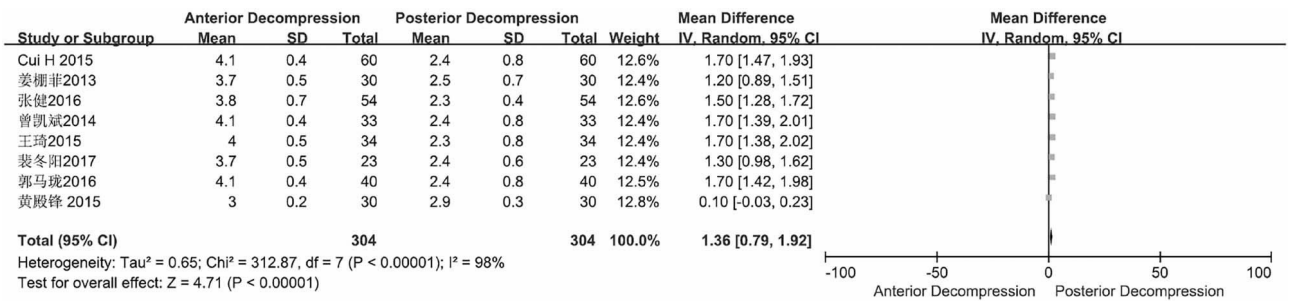 Anterior Decompression Posterior Decompression Mean Difference Mean Difference
Study or Subgroup Mean SD Total Mean SD Total Weight IV, Random, 95% CI IV, Random, 95% CI
Cui H 2015 4.1 0.4 60 2.4 0.8 60 12.6% 1.70 [1.47, 1.93]
姜棚菲2013 3.7 0.5 30 2.5 0.7 30 12.4% 1.20 [0.89, 1.51]
张健2016 3.8 0.7 54 2.3 0.4 54 12.6% 1.50 [1.28, 1.72]
曾凯斌2014 4.1 0.4 33 2.4 0.8 33 12.4% 1.70 [1.39, 2.01]
王琦2015 4 0.5 34 2.3 0.8 34 12.4% 1.70 [1.38, 2.02]
裴冬阳2017 3.7 0.5 23 2.4 0.6 23 12.4% 1.30 [0.98, 1.62]
郭马珑2016 4.1 0.4 40 2.4 0.8 40 12.5% 1.70 [1.42, 1.98]
黄殿锋 2015 3 0.2 30 2.9 0.3 30 12.8% 0.10 [-0.03, 0.23]
Total (95% CI) 304 304 100.0% 1.36 [0.79, 1.92]
Heterogeneity: Tau² = 0.65; Chi² = 312.87, df = 7 (P < 0.00001); I² = 98%
Test for overall effect: Z = 4.71 (P < 0.00001)
-100 -50 0 50 100
Anterior Decompression Posterior Decompression